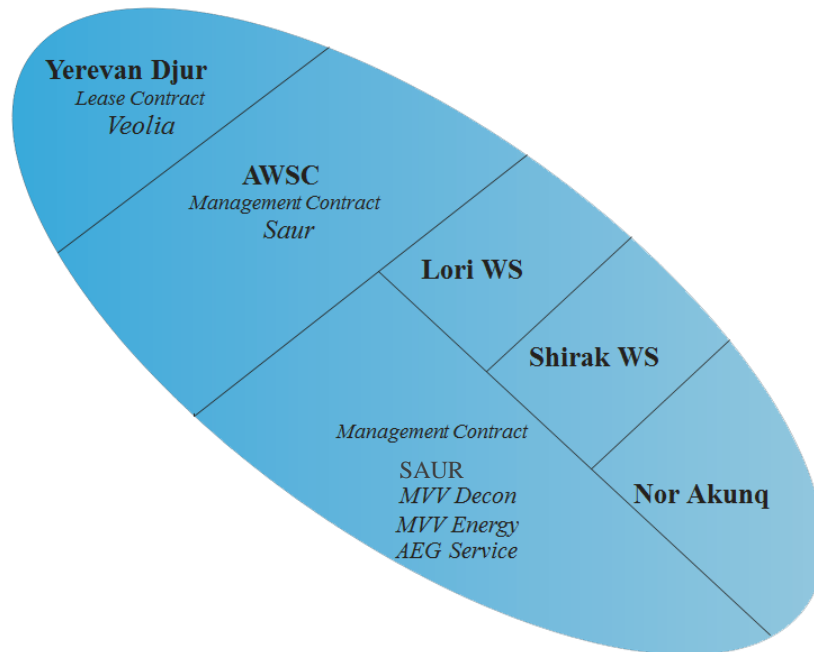 Yerevan Djur
Lease Contract
Veolia
AWSC
Management Contract
Saur
Lori WS
Shirak WS
Nor Akunq
Management Contract
SAUR
MVV Decon
MVV Energy
AEG Service